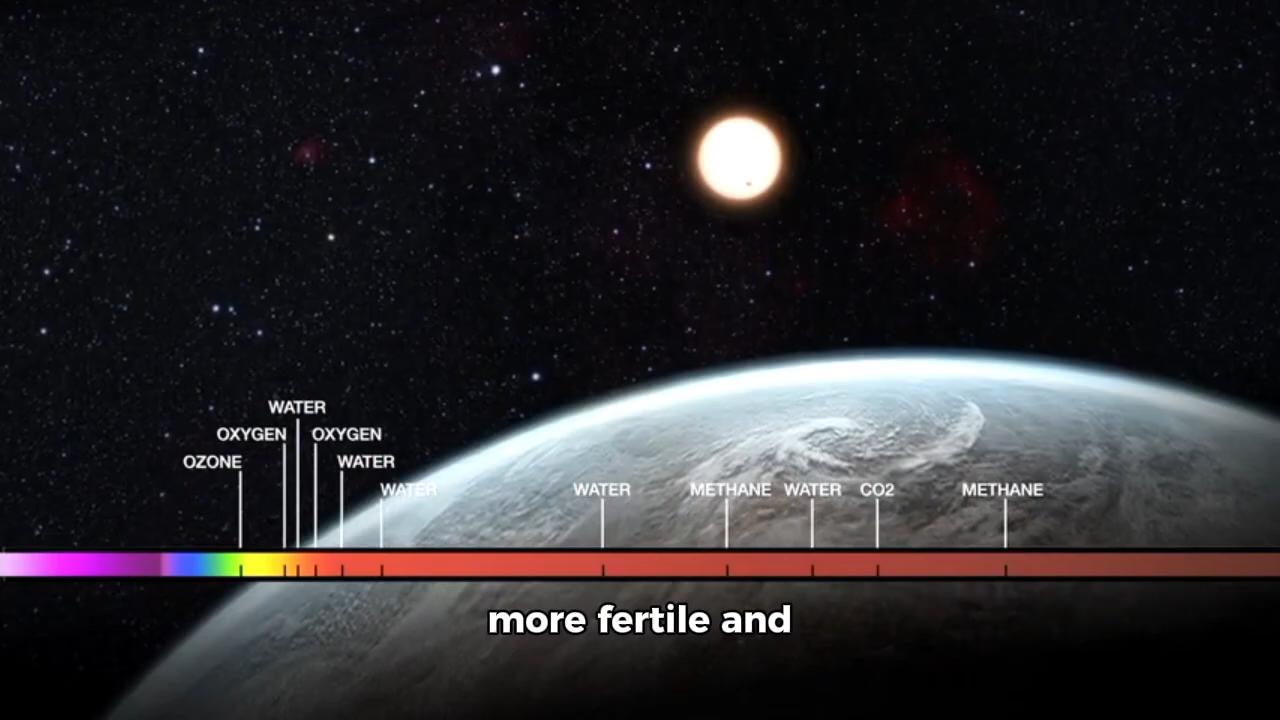 WATER
OXYGEN OXYGEN
OZONE WATER
WATER WATER METHANE WATER CO2 METHANE
more fertile and